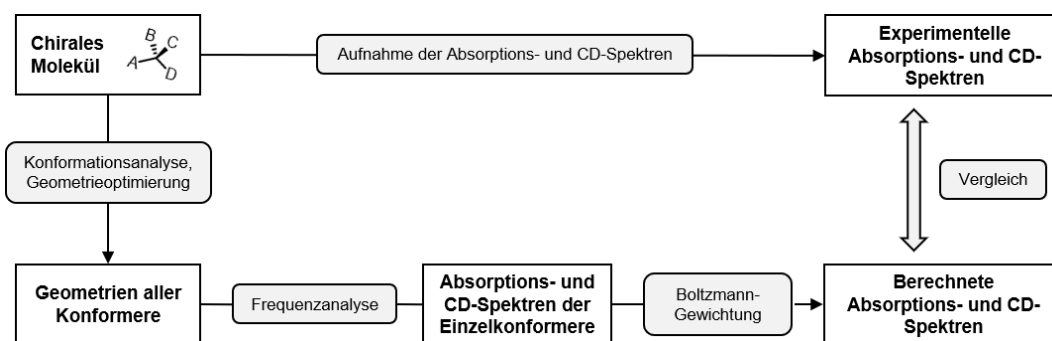 Chirales
Molekül
B
C
A
D
Aufnahme der Absorptions- und CD-Spektren
Experimentelle
Absorptions- und CD-
Spektren
Konformationsanalyse,
Geometrieoptimierung
Vergleich
Geometrien aller
Konformere
Frequenzanalyse
Absorptions- und
CD-Spektren der
Einzelkonformere
Boltzmann-
Gewichtung
Berechnete
Absorptions- und CD-
Spektren